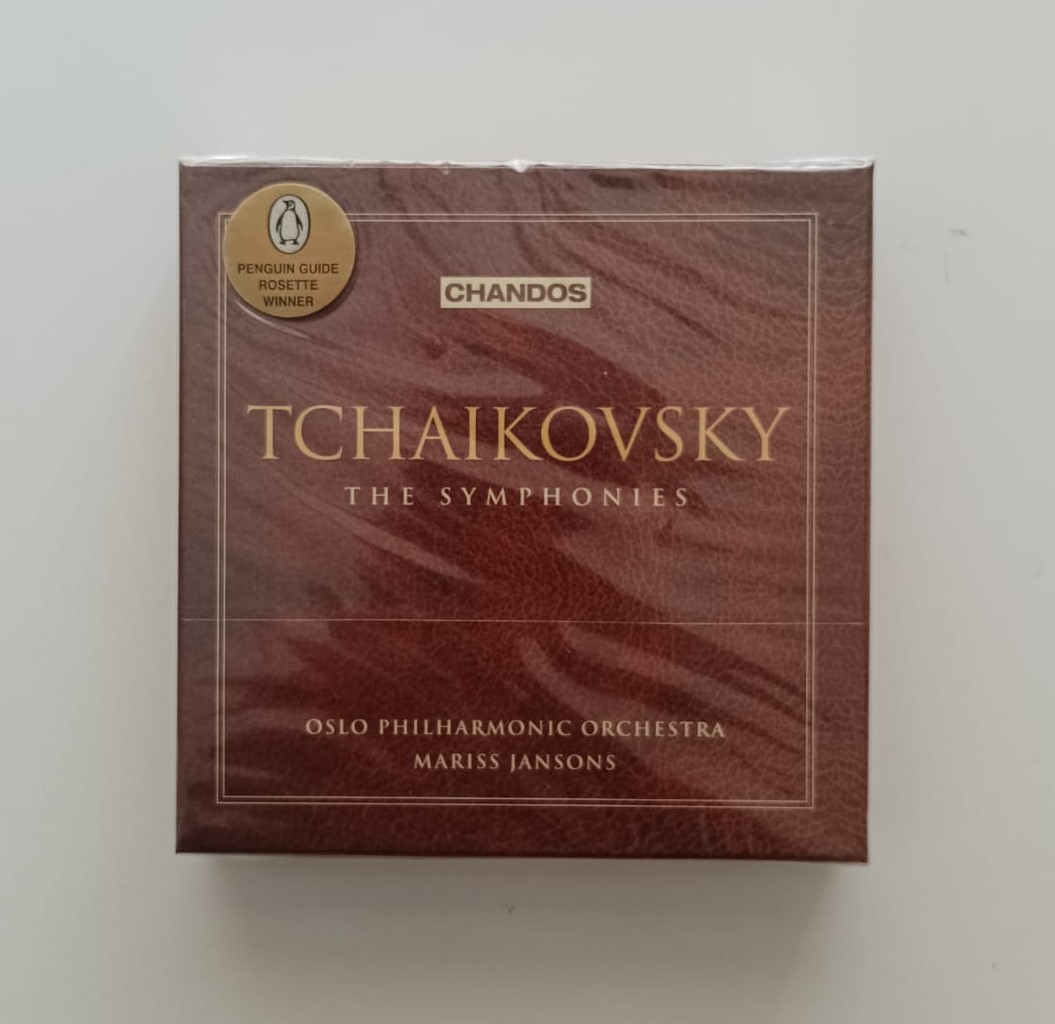 PENGUIN GUIDE
ROSETTE
WINNER
CHANDOS
TCHAIKOVSKY
THE SYMPHONIES
OSLO PHILHARMONIC ORCHESTRA
MARISS JANSONS